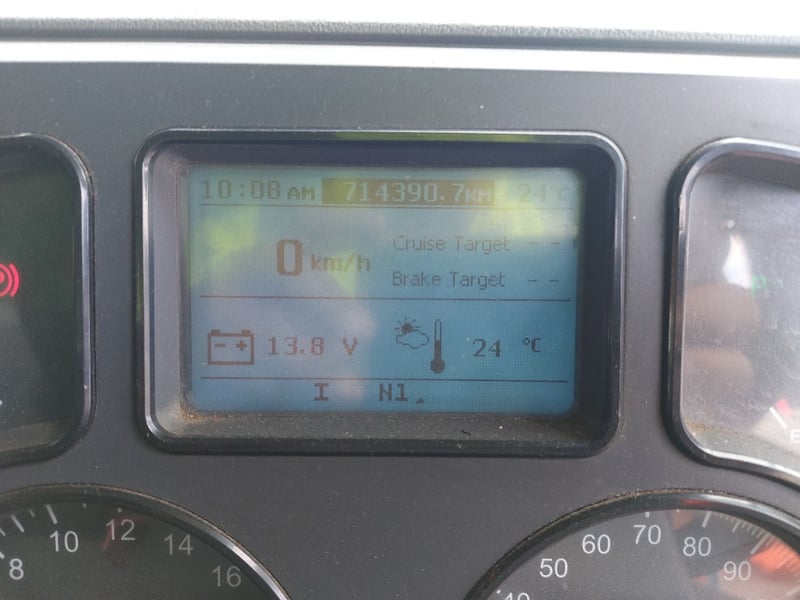 10:08 AM 714390.7KM 24°C
0 km/h
Cruise Target --
Brake Target --
- + 13.8 V 24 °C
I N1
8 10 12 14 16
50 60 70 80 90
E